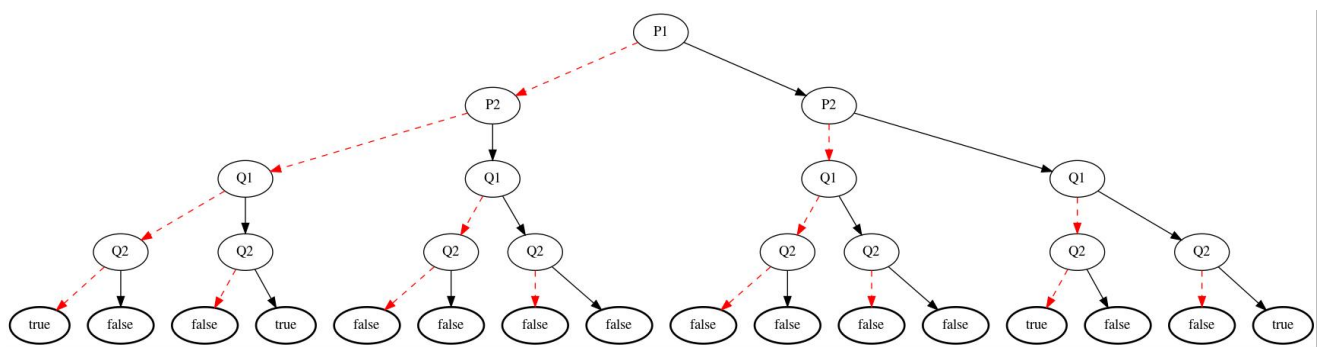 P1
P2 P2
Q1 Q1 Q1 Q1
Q2 Q2 Q2 Q2 Q2 Q2 Q2 Q2
true false false true false false false false false false false false true false false true